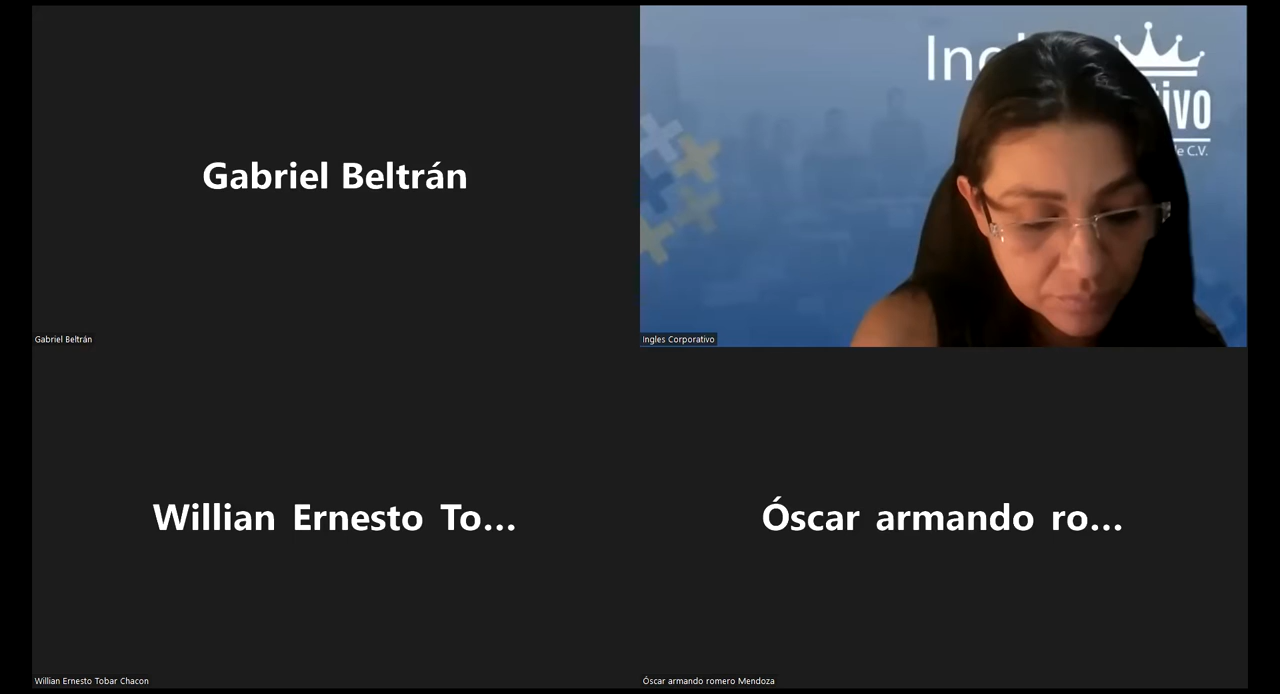 Gabriel Beltrán
Gabriel Beltrán
Ingles Corporativo
Willian Ernesto To...
Willian Ernesto Tobar Chacon
Óscar armando ro...
Óscar armando romero Mendoza